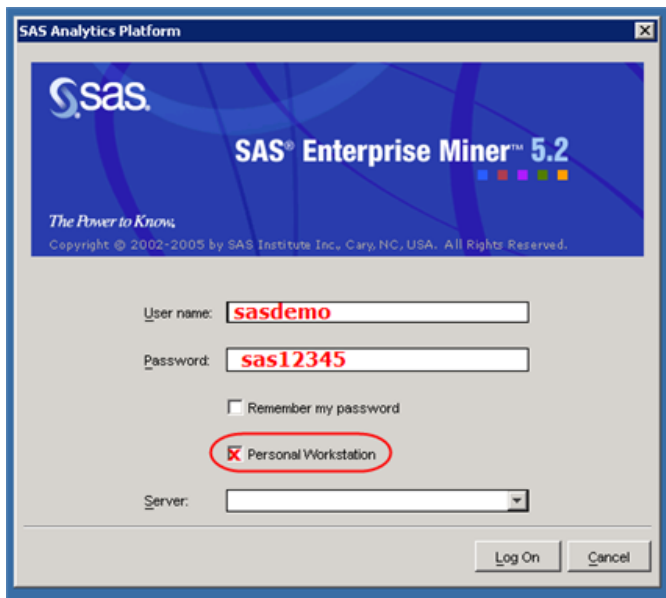 SAS Analytics Platform
sas.
SAS® Enterprise Miner™ 5.2
The Power to Know.
Copyright © 2002-2005 by SAS Institute Inc., Cary, NC, USA. All Rights Reserved.
User name: sasdemo
Password: sas12345
Remember my password
Personal Workstation
Server:
Log On Cancel